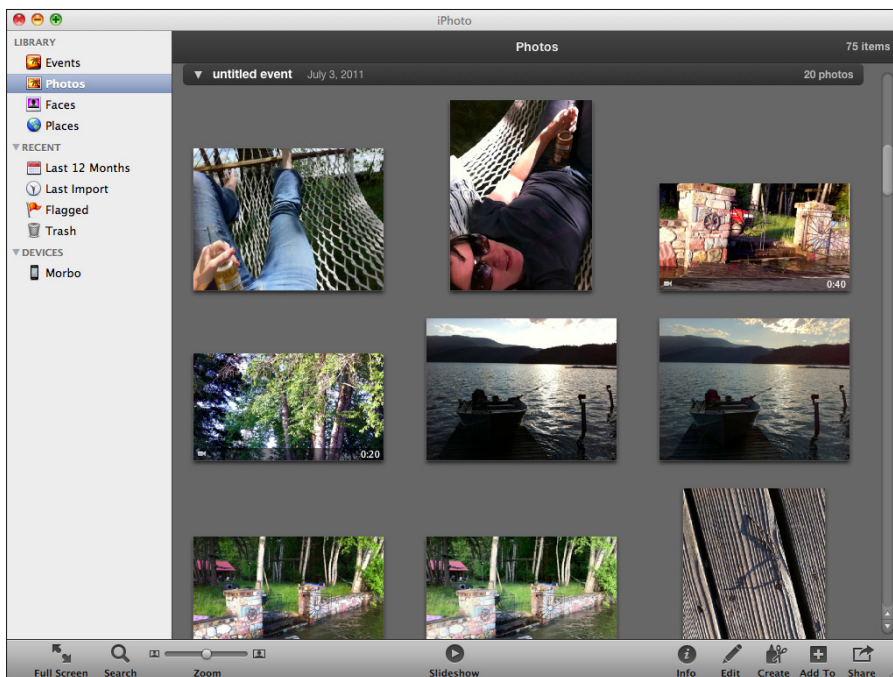 iPhoto
LIBRARY
Events
Photos
Faces
Places
RECENT
Last 12 Months
Last Import
Flagged
Trash
DEVICES
Morbo
Photos
75 items
untitled event July 3, 2011 20 photos
0:40
0:20
Full Screen Search Zoom Slideshow Info Edit Create Add To Share